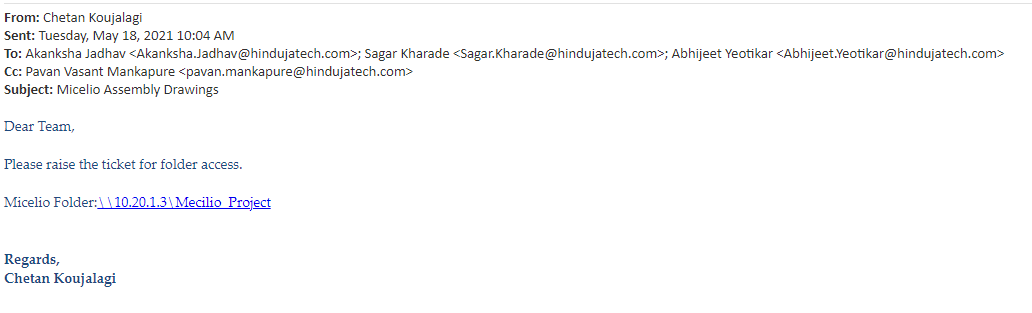 From: Chetan Koujalagi
Sent: Tuesday, May 18, 2021 10:04 AM
To: Akanksha Jadhav <Akanksha.Jadhav@hindujatech.com>; Sagar Kharade <Sagar.Kharade@hindujatech.com>; Abhijeet Yeotikar <Abhijeet.Yeotikar@hindujatech.com>
Cc: Pavan Vasant Mankapure <pavan.mankapure@hindujatech.com>
Subject: Micelio Assembly Drawings
Dear Team,
Please raise the ticket for folder access.
Micelio Folder:\\10.20.1.3\Mecilio_Project
Regards,
Chetan Koujalagi